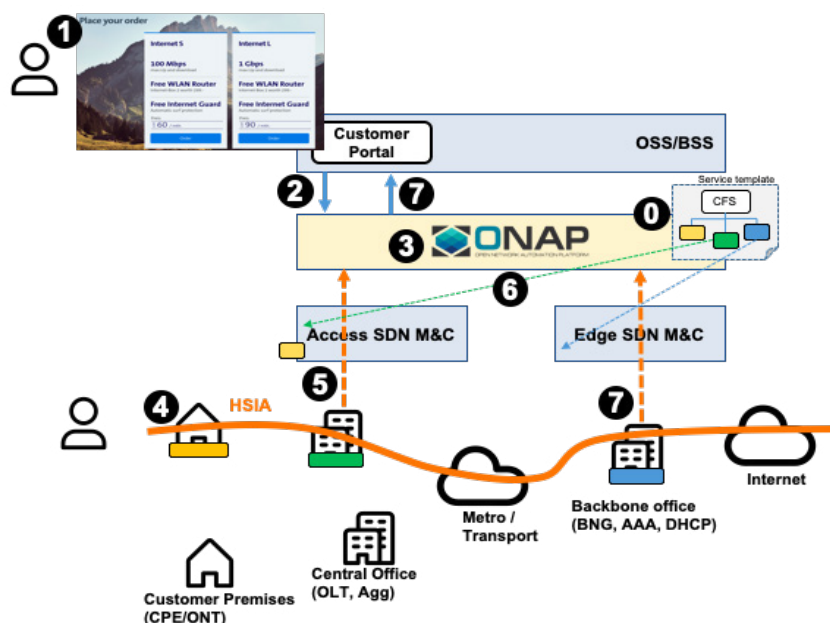 1
Place your order
Internet S
Internet L
100 Mbps
1 Gbps
Free WLAN Router
Free WLAN Router
Free Internet Guard
Free Internet Guard
60
90
Customer
Portal
OSS/BSS
Service template
2
7
0
CFS
3
ONAP
OPEN NETWORK AUTOMATION PLATFORM
6
Access SDN M&C
Edge SDN M&C
5
4
HSIA
7
Internet
Metro /
Transport
Backbone office
(BNG, AAA, DHCP)
Central Office
(OLT, Agg)
Customer Premises
(CPE/ONT)